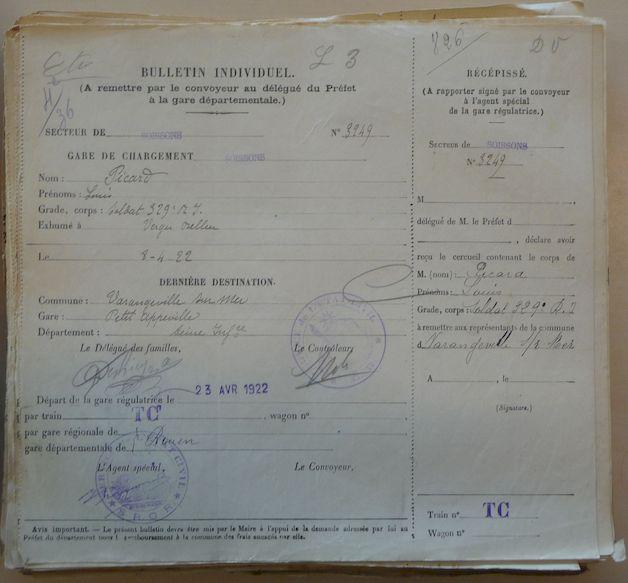 L 3
4/36
BULLETIN INDIVIDUEL.
(A remettre par le convoyeur au délégué du Préfet
à la gare départementale.)
SECTEUR DE SOISSONS N° 3249
GARE DE CHARGEMENT SOISSONS
Nom : Picard
Prénoms : Louis
Grade, corps : Soldat 329e R. I.
Exhumé à Verger
Le 8-4-22
DERNIÈRE DESTINATION.
Commune : Varangeville sur Mer
Gare : Petit Appeville
Département : Seine Infre
Le Délégué des familles, Le Contrôleur
Départ de la gare régulatrice le 23 AVR 1922
par train TC , wagon n°
par gare régionale de Rouen
gare départementale de
L'Agent spécial, Le Convoyeur,
Avis important. — Le présent bulletin devra être mis par le Maire à l'appui de la demande adressée par lui au
Préfet du département pour le remboursement à la commune des frais avancés par elle.
826 DV
RÉCÉPISSÉ.
(A rapporter signé par le convoyeur
à l'agent spécial
de la gare régulatrice.)
SECTEUR DE SOISSONS
N° 3249
M
délégué de M. le Préfet d
, déclare avoir
reçu le cercueil contenant le corps de
M. (nom) : Picard
Prénoms : Louis
Grade, corps : Soldat 329e R. I
à remettre aux représentants de la commune
d Varangeville s/ Mer
A , le
(Signature.)
Train n° TC
Wagon n°